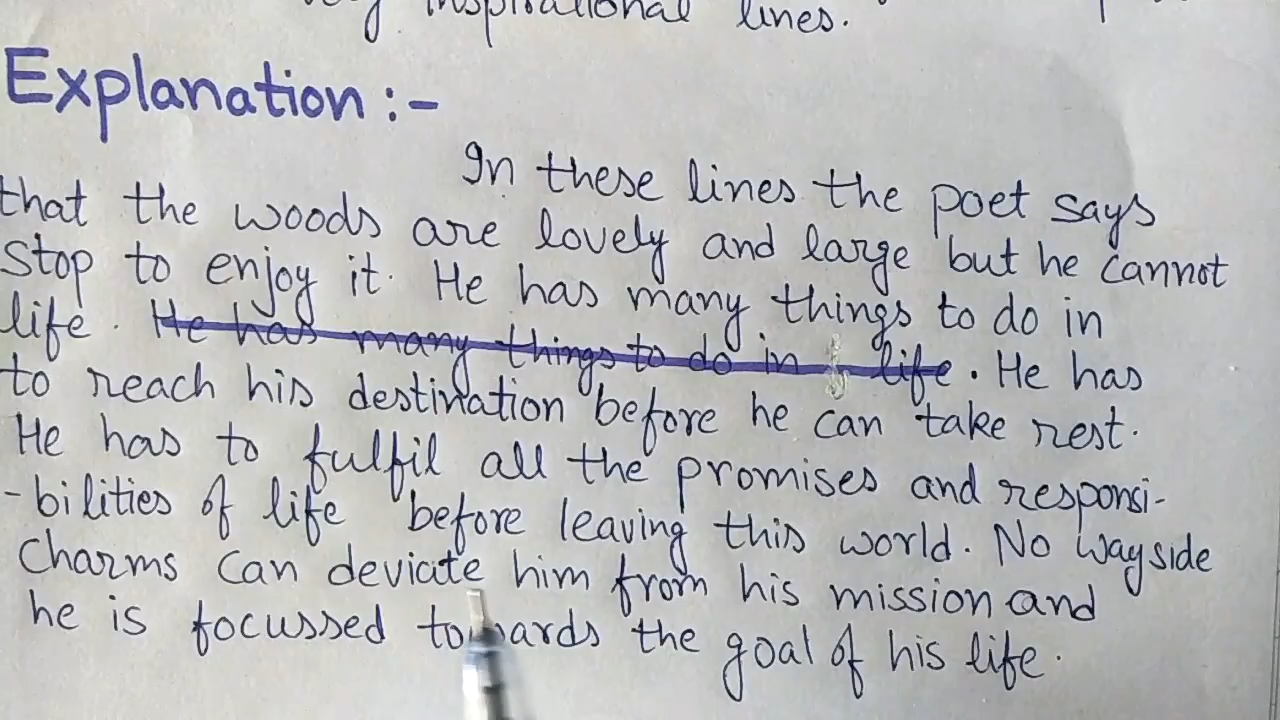 inspirational lines.
Explanation :-
In these lines the poet says
that the woods are lovely and large but he cannot
stop to enjoy it. He has many things to do in
life. He has many things to do in life. He has
to reach his destination before he can take rest.
He has to fulfil all the promises and responsi-
-bilities of life before leaving this world. No wayside
charms can deviate him from his mission and
he is focussed towards the goal of his life.